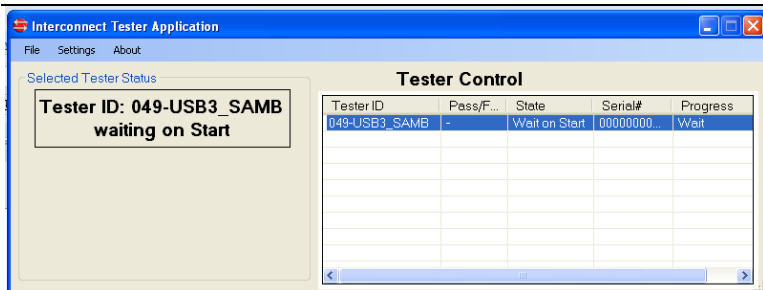 Interconnect Tester Application
File Settings About
Selected Tester Status
Tester ID: 049-USB3_SAMB
waiting on Start
Tester Control
Tester ID Pass/F... State Serial# Progress
049-USB3_SAMB - Wait on Start 00000000... Wait